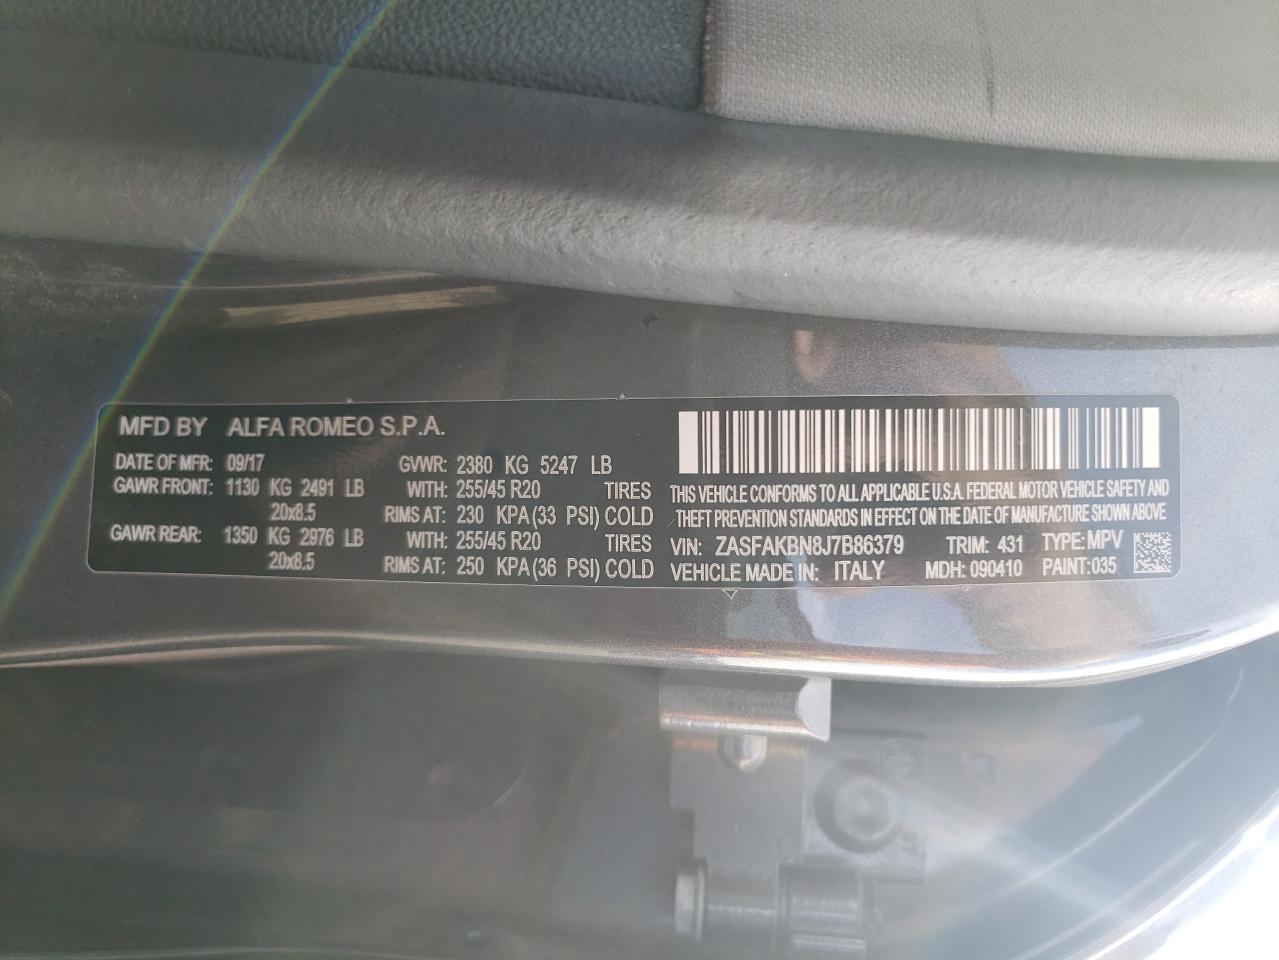 MFD BY ALFA ROMEO S.P.A.
DATE OF MFR: 09/17 GVWR: 2380 KG 5247 LB
GAWR FRONT: 1130 KG 2491 LB WITH: 255/45 R20 TIRES
20x8.5 RIMS AT: 230 KPA (33 PSI) COLD
GAWR REAR: 1350 KG 2976 LB WITH: 255/45 R20 TIRES
20x8.5 RIMS AT: 250 KPA (36 PSI) COLD
THIS VEHICLE CONFORMS TO ALL APPLICABLE U.S.A. FEDERAL MOTOR VEHICLE SAFETY AND
THEFT PREVENTION STANDARDS IN EFFECT ON THE DATE OF MANUFACTURE SHOWN ABOVE
VIN: ZASFAKBN8J7B86379 TRIM: 431 TYPE: MPV
VEHICLE MADE IN: ITALY MDH: 090410 PAINT:035